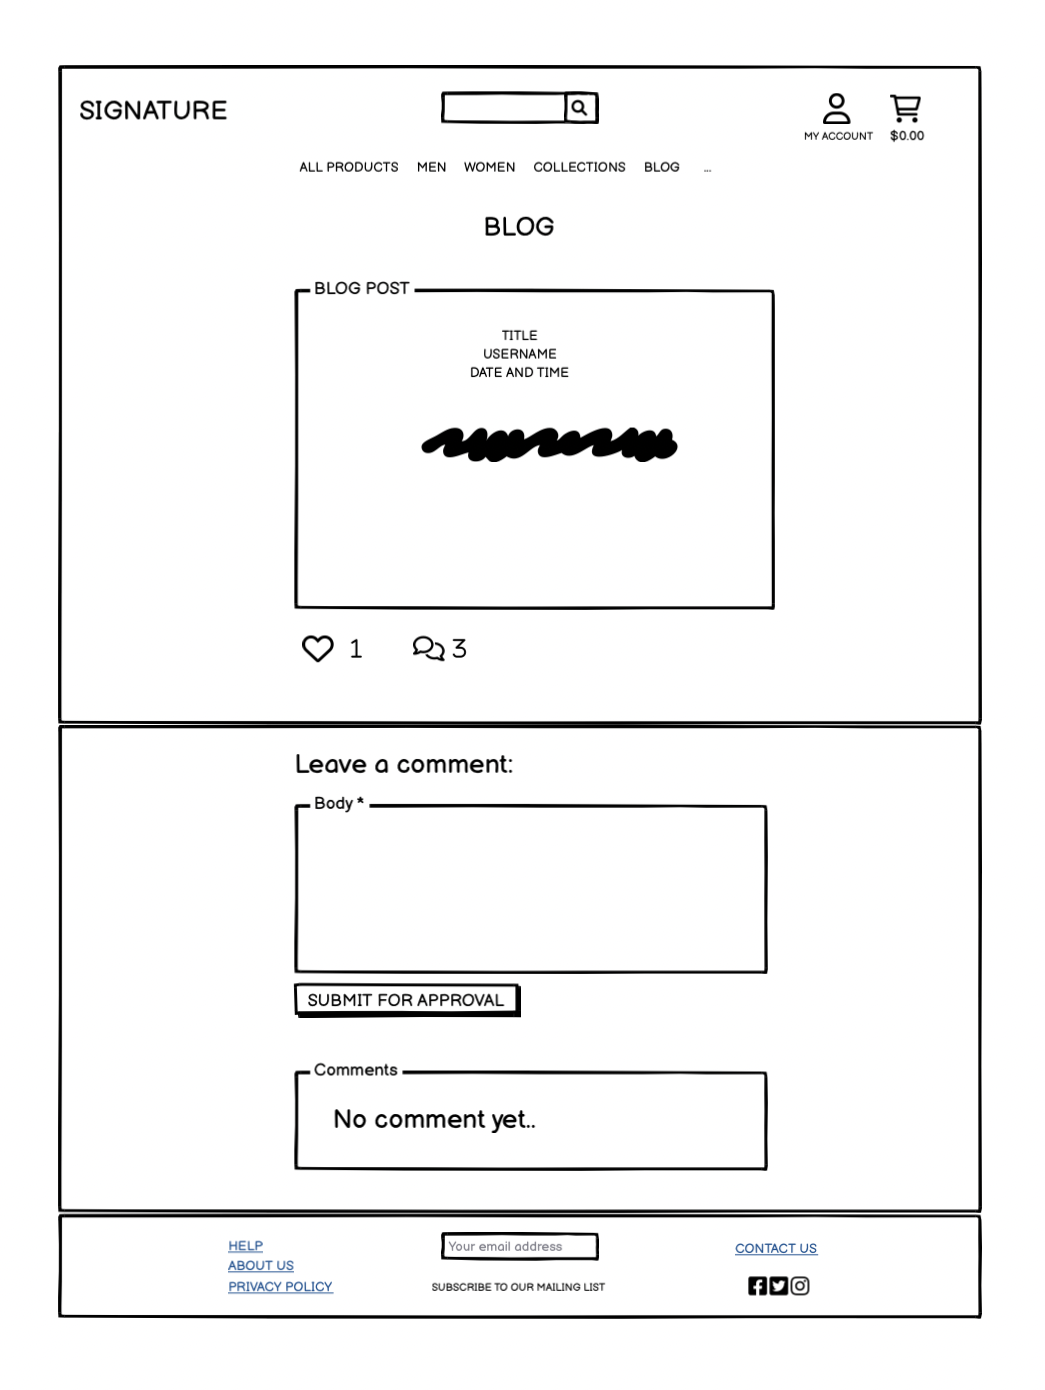 SIGNATURE
MY ACCOUNT
$0.00
ALL PRODUCTS MEN WOMEN COLLECTIONS BLOG ...
BLOG
BLOG POST
TITLE
USERNAME
DATE AND TIME
1 3
Leave a comment:
Body *
SUBMIT FOR APPROVAL
Comments
No comment yet..
HELP
ABOUT US
PRIVACY POLICY
Your email address
SUBSCRIBE TO OUR MAILING LIST
CONTACT US